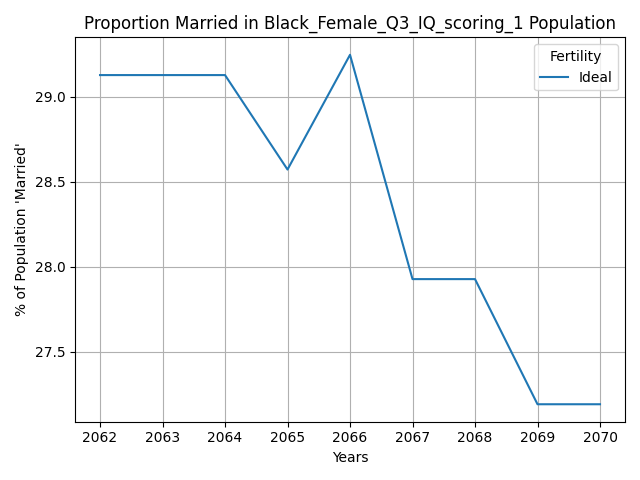 Proportion Married in Black_Female_Q3_IQ_scoring_1 Population
Fertility
Ideal
% of Population 'Married'
29.0
28.5
28.0
27.5
2062 2063 2064 2065 2066 2067 2068 2069 2070
Years